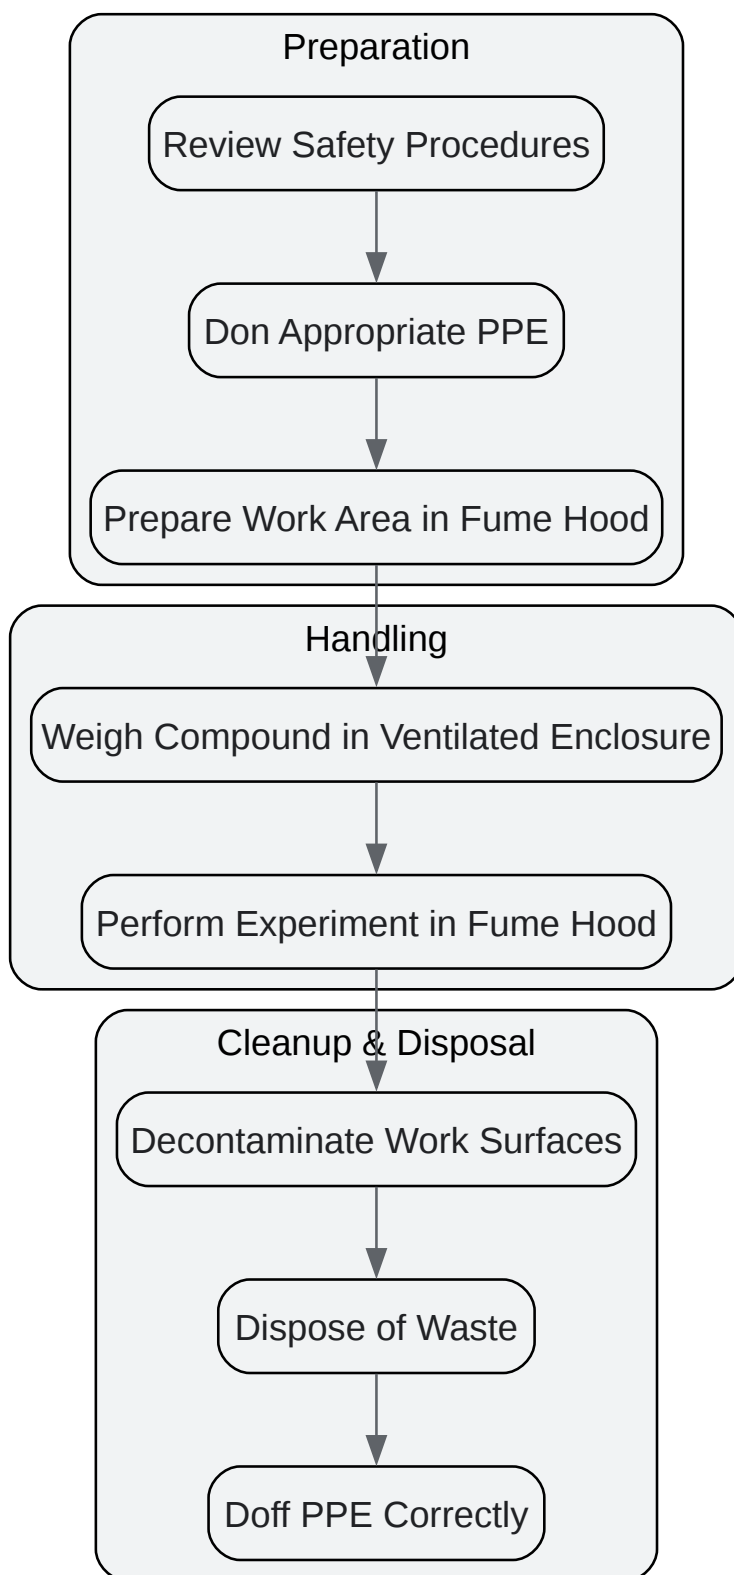 Preparation
Review Safety Procedures
Don Appropriate PPE
Prepare Work Area in Fume Hood
Handling
Weigh Compound in Ventilated Enclosure
Perform Experiment in Fume Hood
Cleanup & Disposal
Decontaminate Work Surfaces
Dispose of Waste
Doff PPE Correctly